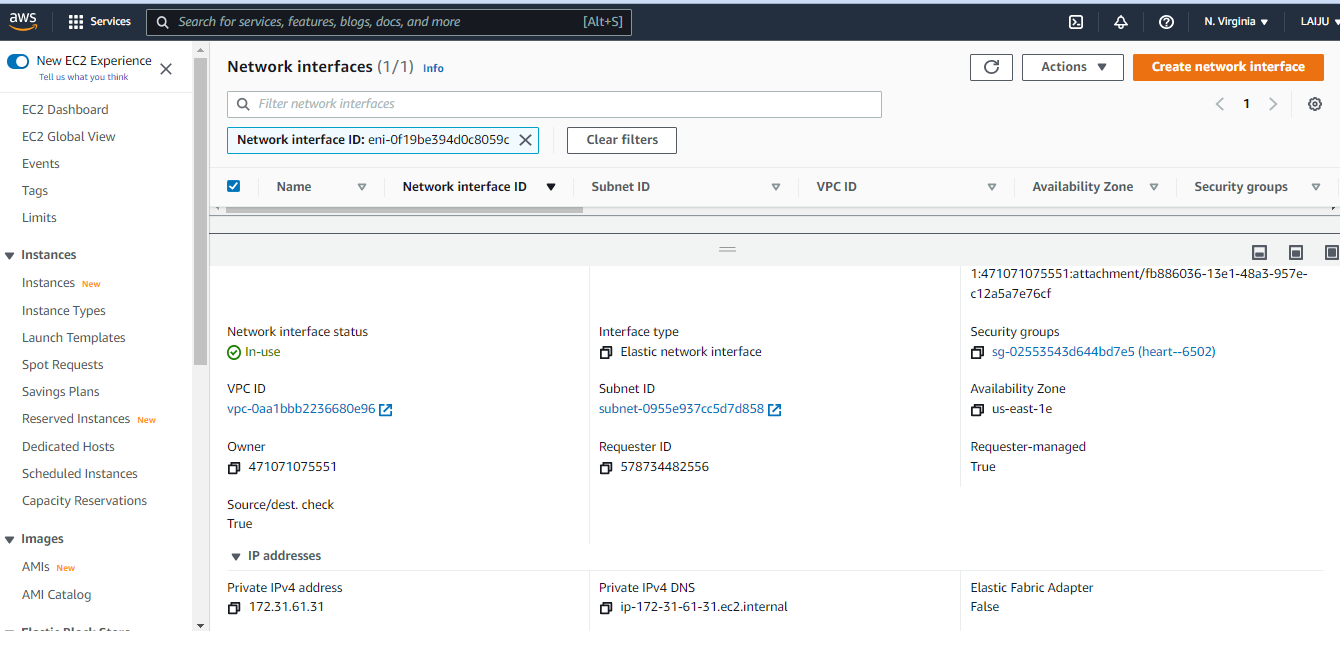 aws
Services
Search for services, features, blogs, docs, and more
[Alt+S]
N. Virginia
LAIJU
New EC2 Experience
Tell us what you think
EC2 Dashboard
EC2 Global View
Events
Tags
Limits
Instances
Instances New
Instance Types
Launch Templates
Spot Requests
Savings Plans
Reserved Instances New
Dedicated Hosts
Scheduled Instances
Capacity Reservations
Images
AMIs New
AMI Catalog
Elastic Block Store
Network interfaces (1/1) Info
Actions
Create network interface
Filter network interfaces
1
Network interface ID: eni-0f19be394d0c8059c
Clear filters
Name
Network interface ID
Subnet ID
VPC ID
Availability Zone
Security groups
1:471071075551:attachment/fb886036-13e1-48a3-957e-
c12a5a7e76cf
Network interface status
In-use
Interface type
Elastic network interface
Security groups
sg-02553543d644bd7e5 (heart--6502)
VPC ID
vpc-0aa1bbb2236680e96
Subnet ID
subnet-0955e937cc5d7d858
Availability Zone
us-east-1e
Owner
471071075551
Requester ID
578734482556
Requester-managed
True
Source/dest. check
True
IP addresses
Private IPv4 address
172.31.61.31
Private IPv4 DNS
ip-172-31-61-31.ec2.internal
Elastic Fabric Adapter
False